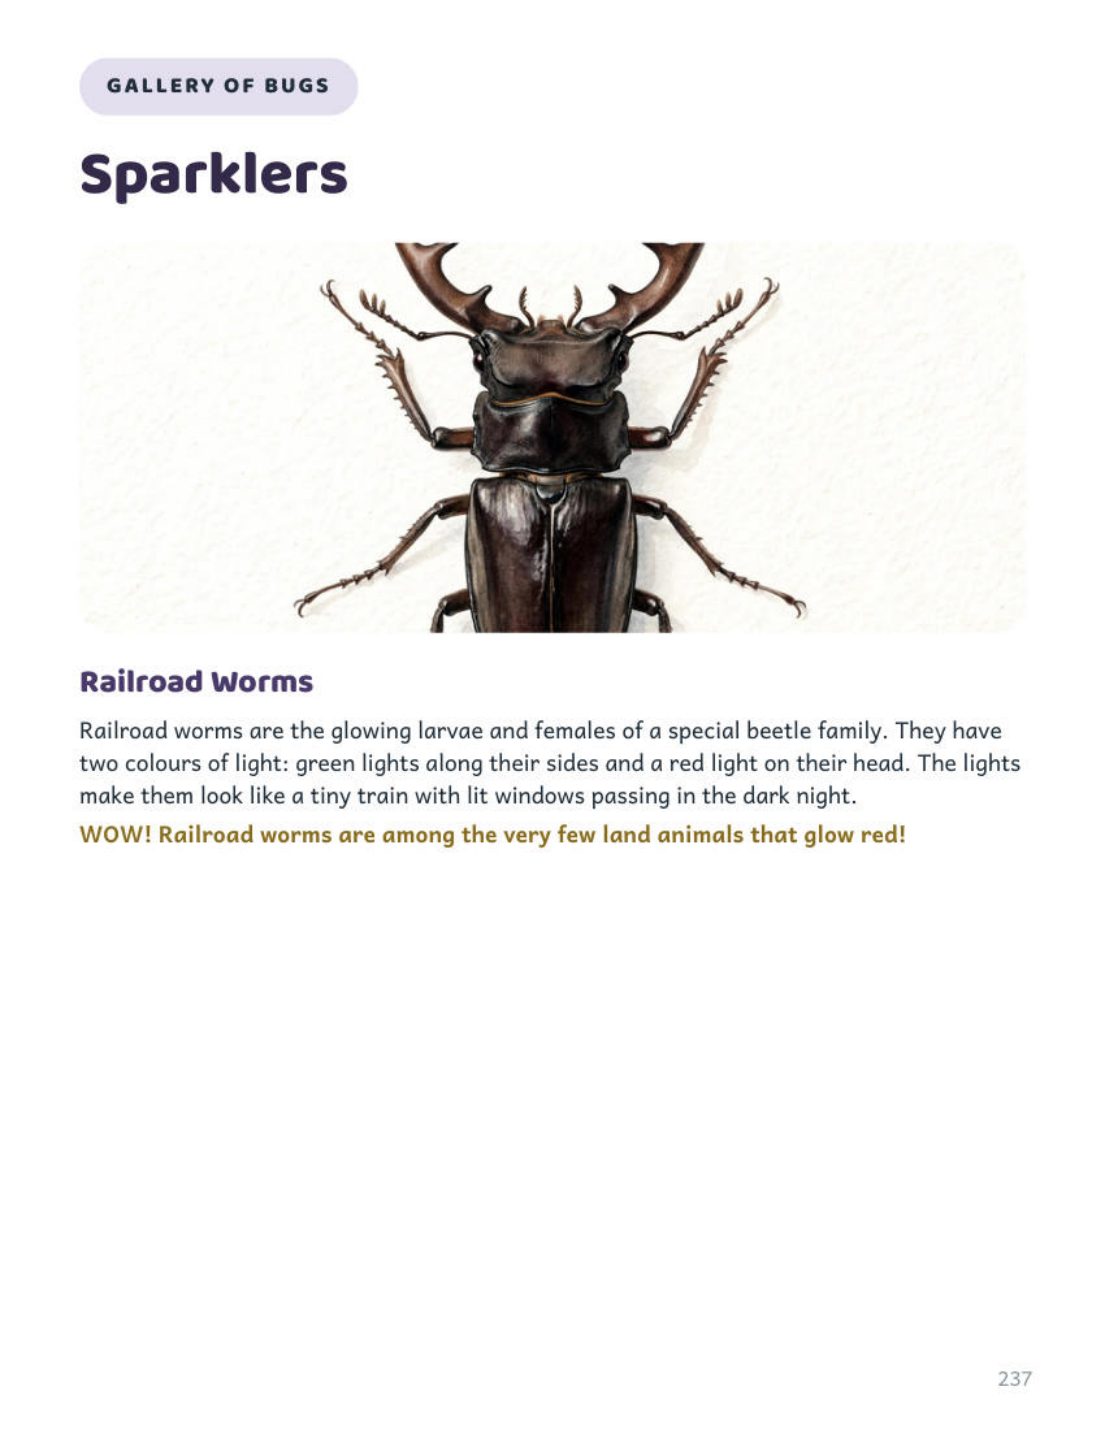 GALLERY OF BUGS
Sparklers
Railroad Worms
Railroad worms are the glowing larvae and females of a special beetle family. They have
two colours of light: green lights along their sides and a red light on their head. The lights
make them look like a tiny train with lit windows passing in the dark night.
WOW! Railroad worms are among the very few land animals that glow red!
237